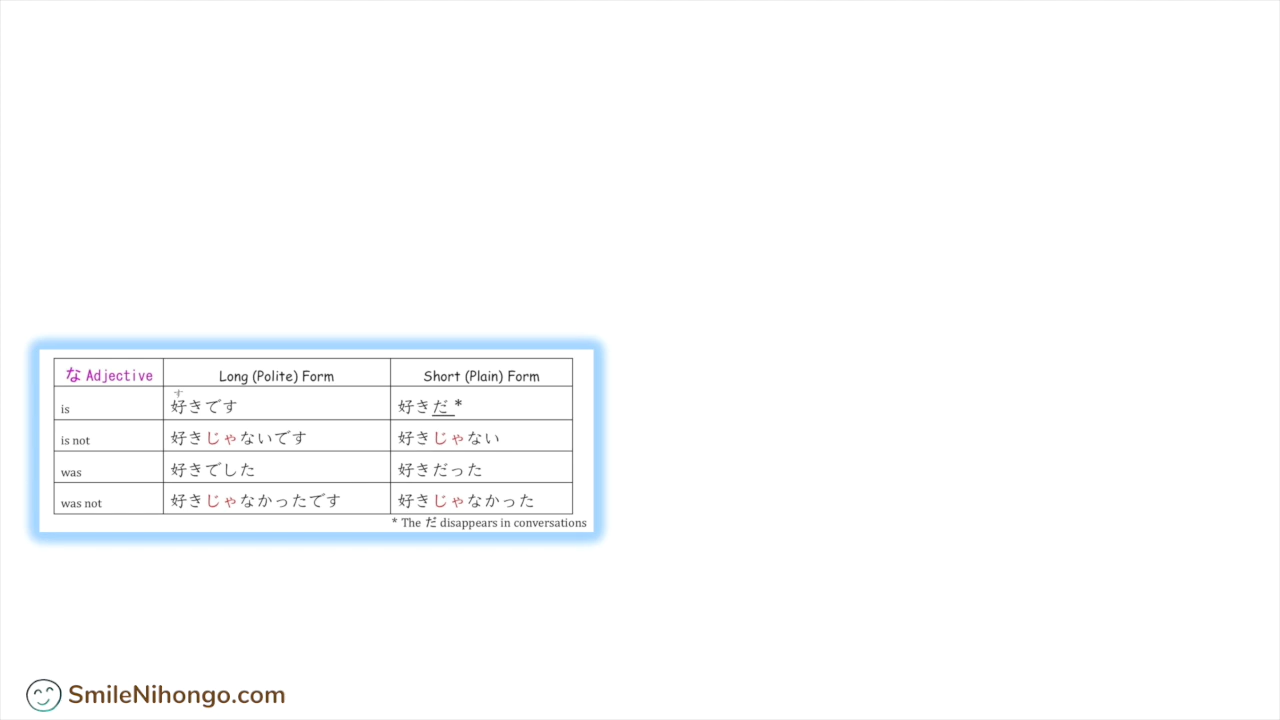 な Adjective Long (Polite) Form Short (Plain) Form
す
is 好きです 好きだ *
is not 好きじゃないです 好きじゃない
was 好きでした 好きだった
was not 好きじゃなかったです 好きじゃなかった
* The だ disappears in conversations
SmileNihongo.com